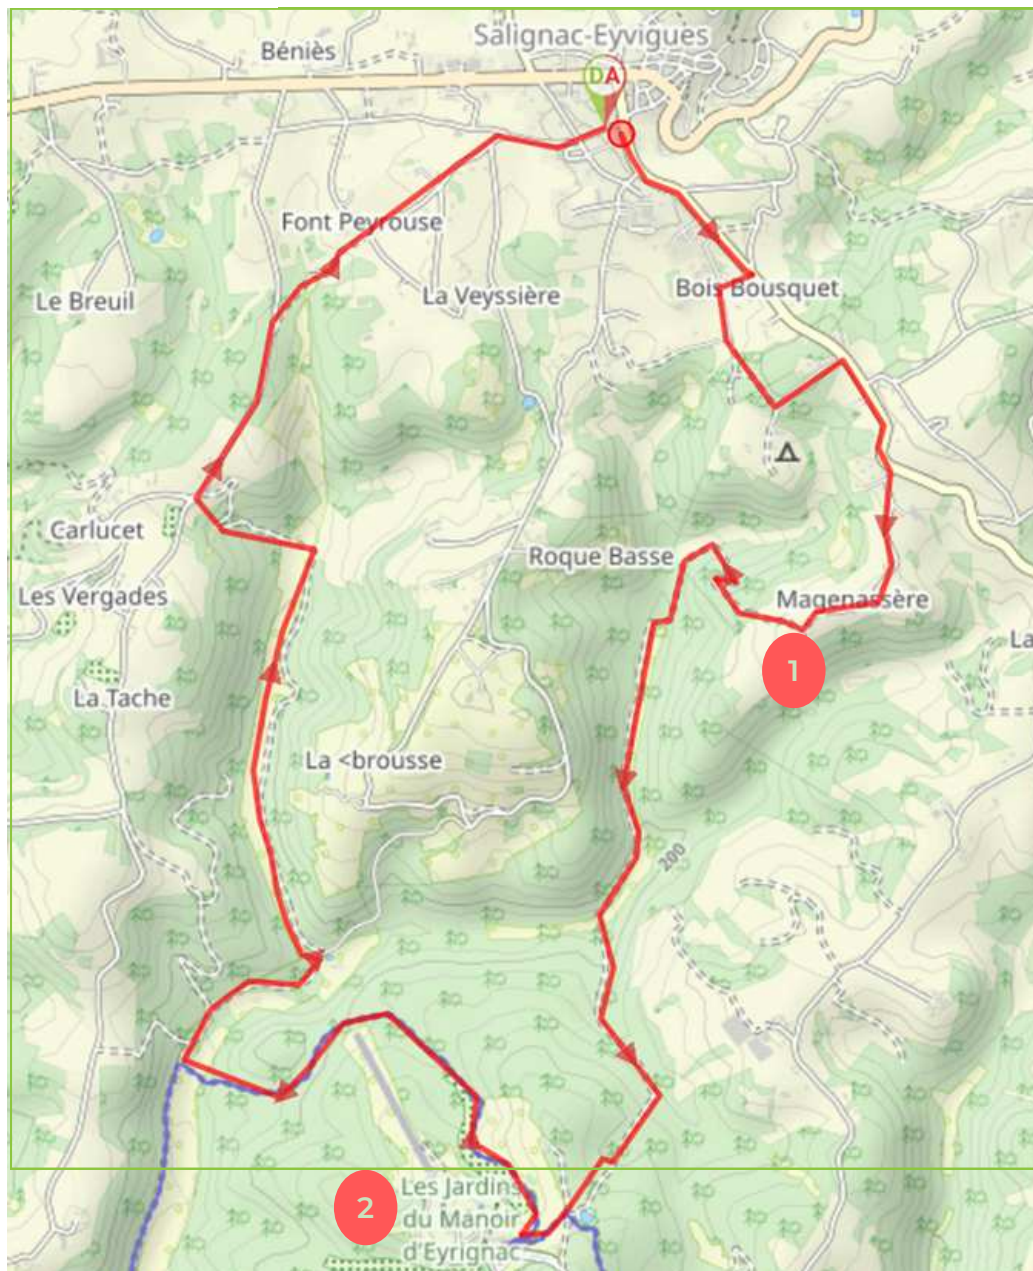 Salignac-Eyvigues
Béniès
DA
Font Peyrouse
La Veyssière
Bois Bousquet
Le Breuil
Carlucet
Roque Basse
Les Vergades
Magenassère
La
1
La Tache
La <brousse
200
2
Les Jardins
du Manoir
d'Eyrignac